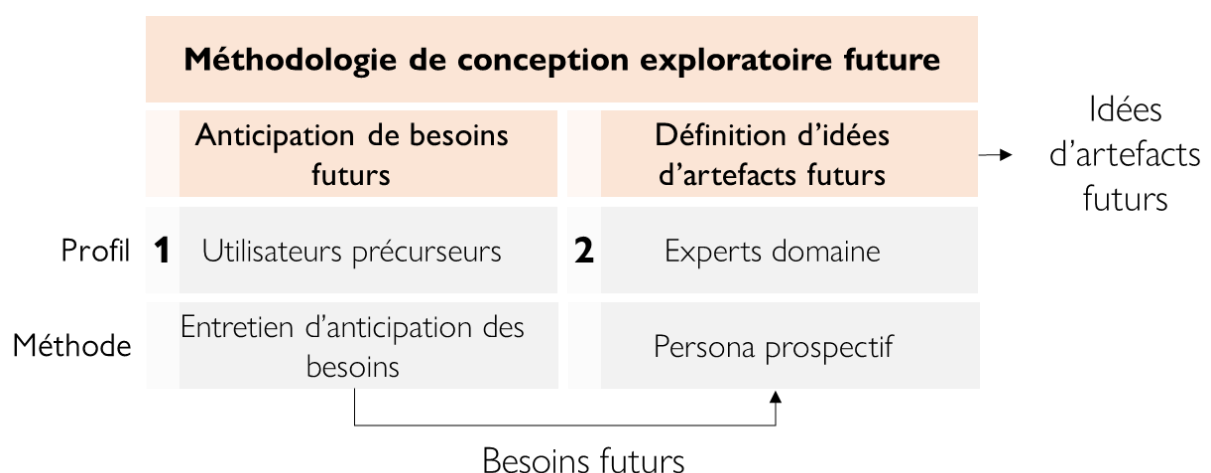 Méthodologie de conception exploratoire future
Anticipation de besoins
futurs
Définition d'idées
d'artefacts futurs
Idées
d'artefacts
futurs
Profil
1
Utilisateurs précurseurs
2
Experts domaine
Méthode
Entretien d'anticipation des
besoins
Persona prospectif
Besoins futurs